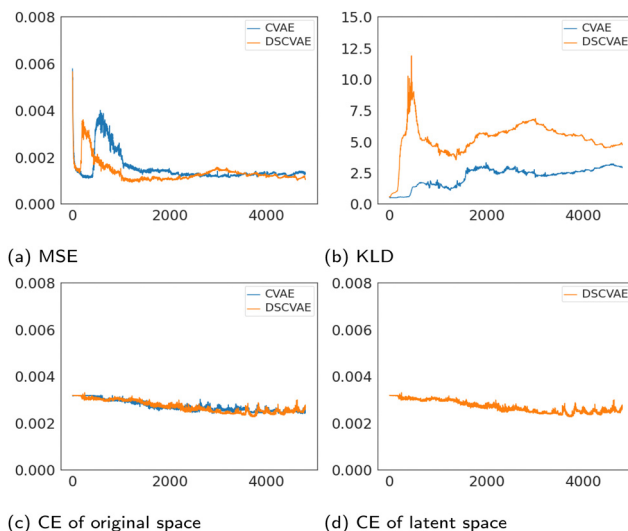 0.008
0.006
0.004
0.002
0.000
0 2000 4000
CVAE
DSCVAE
(a) MSE
15.0
12.5
10.0
7.5
5.0
2.5
0.0
0 2000 4000
CVAE
DSCVAE
(b) KLD
0.008
0.006
0.004
0.002
0.000
0 2000 4000
CVAE
DSCVAE
(c) CE of original space
0.008
0.006
0.004
0.002
0.000
0 2000 4000
DSCVAE
(d) CE of latent space